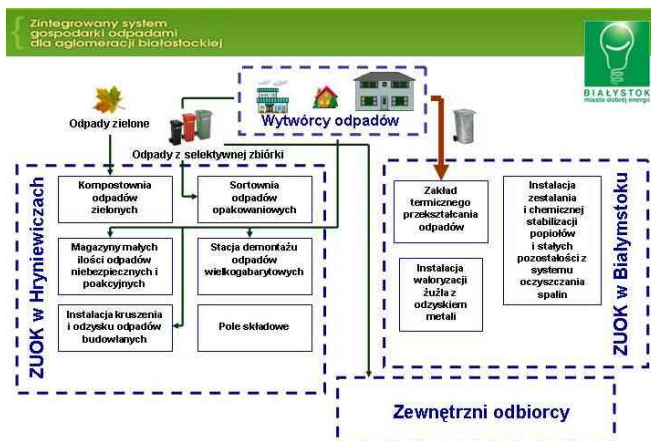 Zintegrowany system
gospodarki odpadami
dla aglomeracji białostockiej
BIAŁYSTOK
miasto dobrej energii
Wytwórcy odpadów
Odpady zielone
Odpady z selektywnej zbiórki
ZUOK w Hryniewiczach
Kompostownia
odpadów
zielonych
Sortownia
odpadów
opakowaniowych
Magazyny małych
ilości odpadów
niebezpiecznych i
poakcyjnych
Stacja demontażu
odpadów
wielkogabarytowych
Instalacja kruszenia
i odzysku odpadów
budowlanych
Pole składowe
Zakład
termicznego
przekształcania
odpadów
Instalacja
zestalania
i chemicznej
stabilizacji
popiołów
i stałych
pozostałości z
systemu
oczyszczania
spalin
Instalacja
waloryzacji
żużla z
odzyskiem
metali
ZUOK w Białymstoku
Zewnętrzni odbiorcy